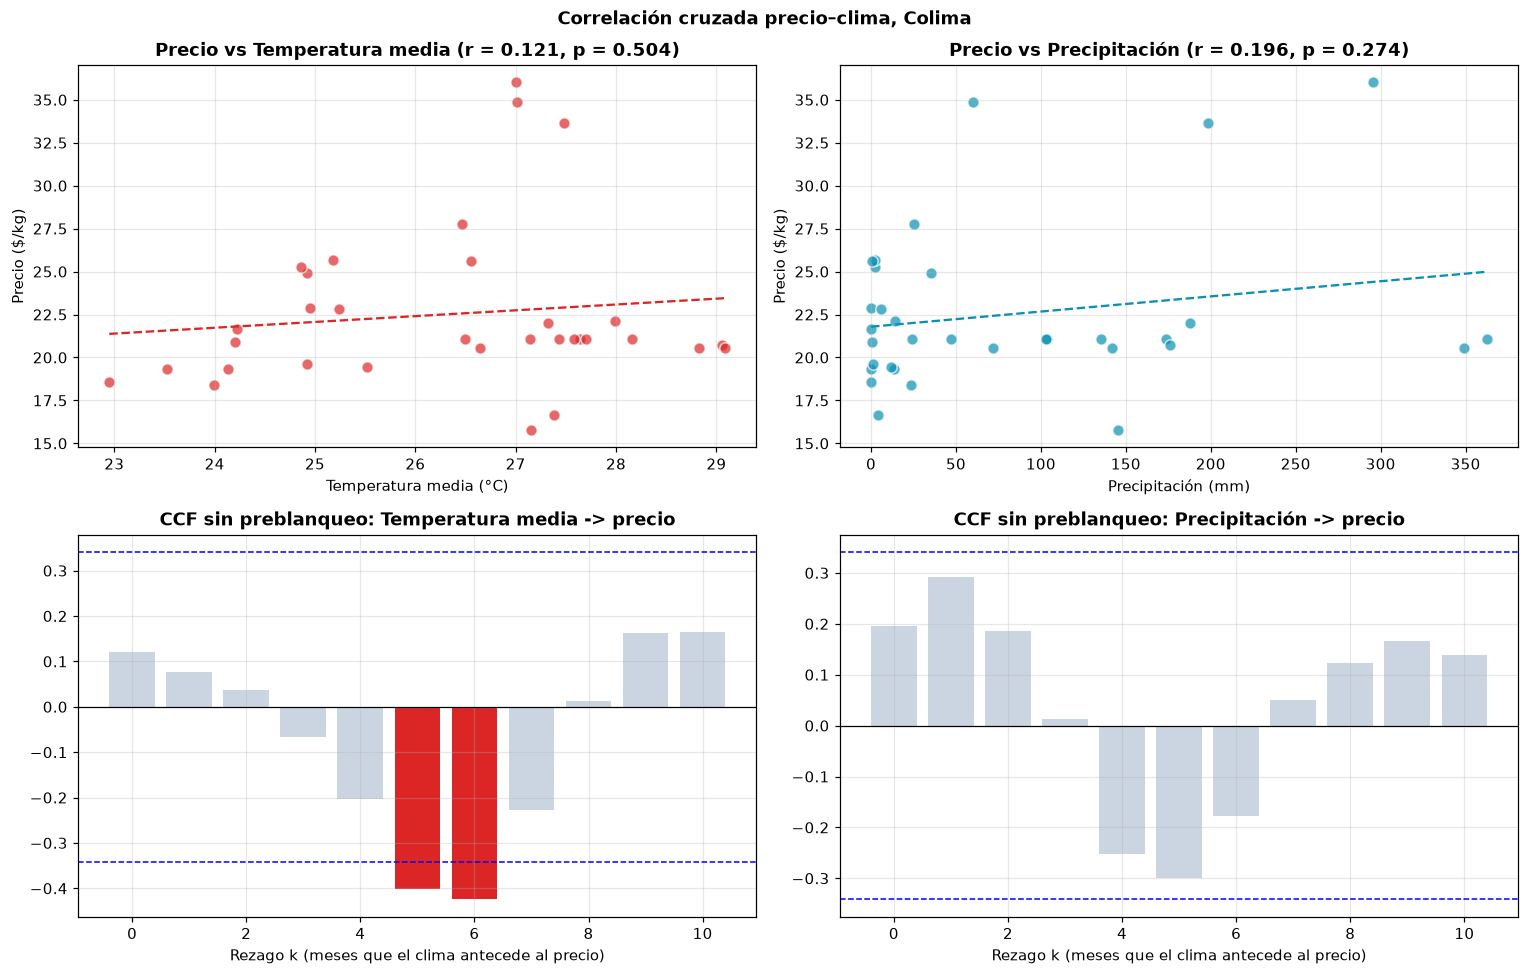 Correlación cruzada precio–clima, Colima
Precio vs Temperatura media (r = 0.121, p = 0.504)
Precio ($/kg)
35.0
32.5
30.0
27.5
25.0
22.5
20.0
17.5
15.0
23 24 25 26 27 28 29
Temperatura media (°C)
Precio vs Precipitación (r = 0.196, p = 0.274)
Precio ($/kg)
35.0
32.5
30.0
27.5
25.0
22.5
20.0
17.5
15.0
0 50 100 150 200 250 300 350
Precipitación (mm)
CCF sin preblanqueo: Temperatura media -> precio
0.3
0.2
0.1
0.0
−0.1
−0.2
−0.3
−0.4
0 2 4 6 8 10
Rezago k (meses que el clima antecede al precio)
CCF sin preblanqueo: Precipitación -> precio
0.3
0.2
0.1
0.0
−0.1
−0.2
−0.3
0 2 4 6 8 10
Rezago k (meses que el clima antecede al precio)